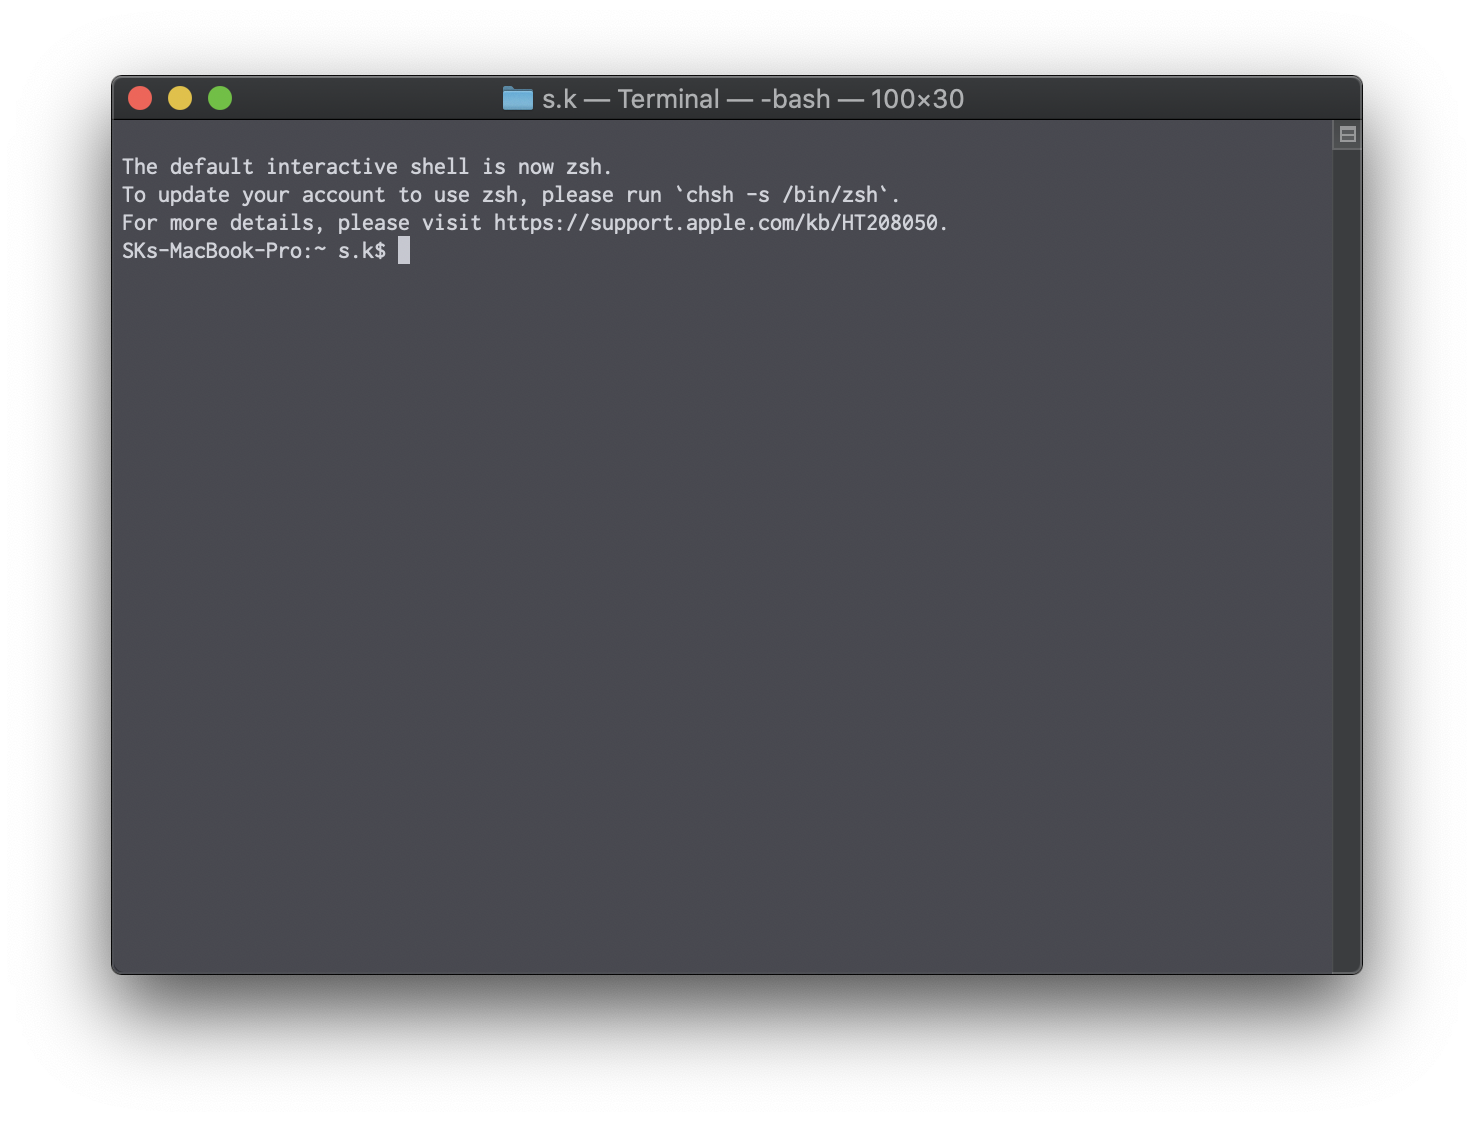 s.k — Terminal — -bash — 100×30
The default interactive shell is now zsh.
To update your account to use zsh, please run `chsh -s /bin/zsh`.
For more details, please visit https://support.apple.com/kb/HT208050.
SKs-MacBook-Pro:~ s.k$